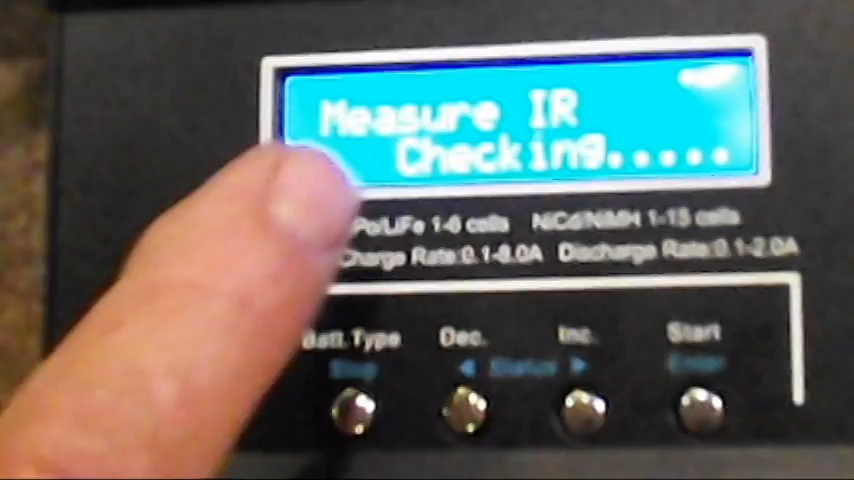 Measure IR
Checking.....
Po/LiFe 1-6 cells NiCd/NiMH 1-15 cells
Charge Rate:0.1-8.0A Discharge Rate:0.1-2.0A
Batt.Type Dec. Inc. Start
Stop ◀ Status ▶ Enter